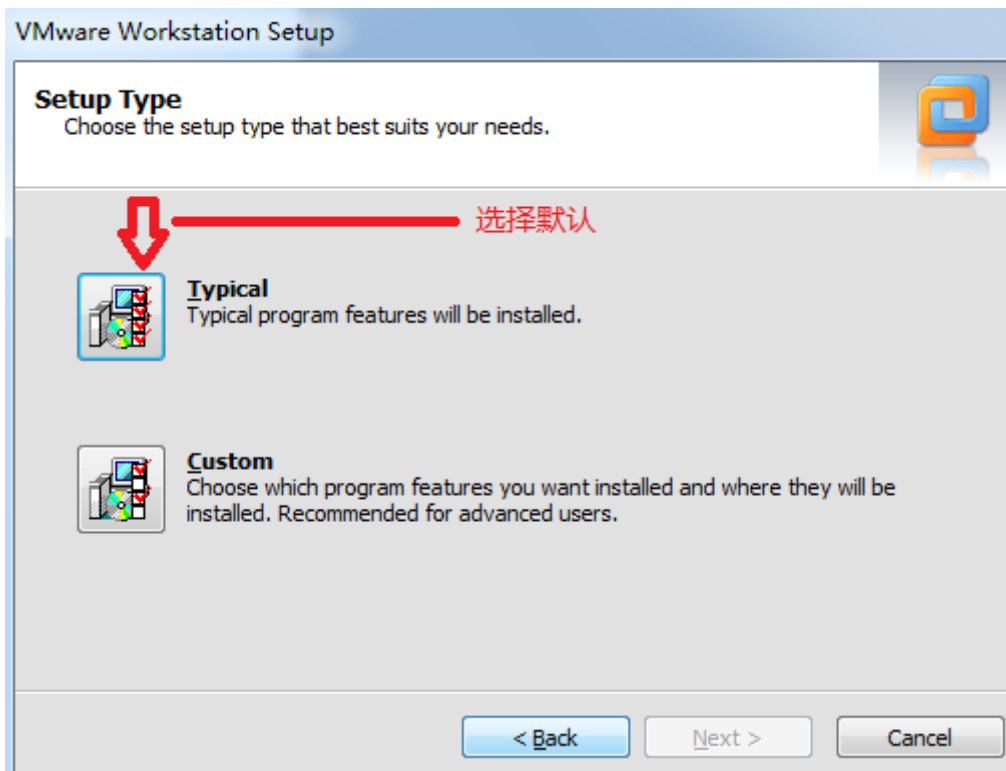 VMware Workstation Setup
Setup Type
Choose the setup type that best suits your needs.
选择默认
Typical
Typical program features will be installed.
Custom
Choose which program features you want installed and where they will be
installed. Recommended for advanced users.
< Back
Next >
Cancel